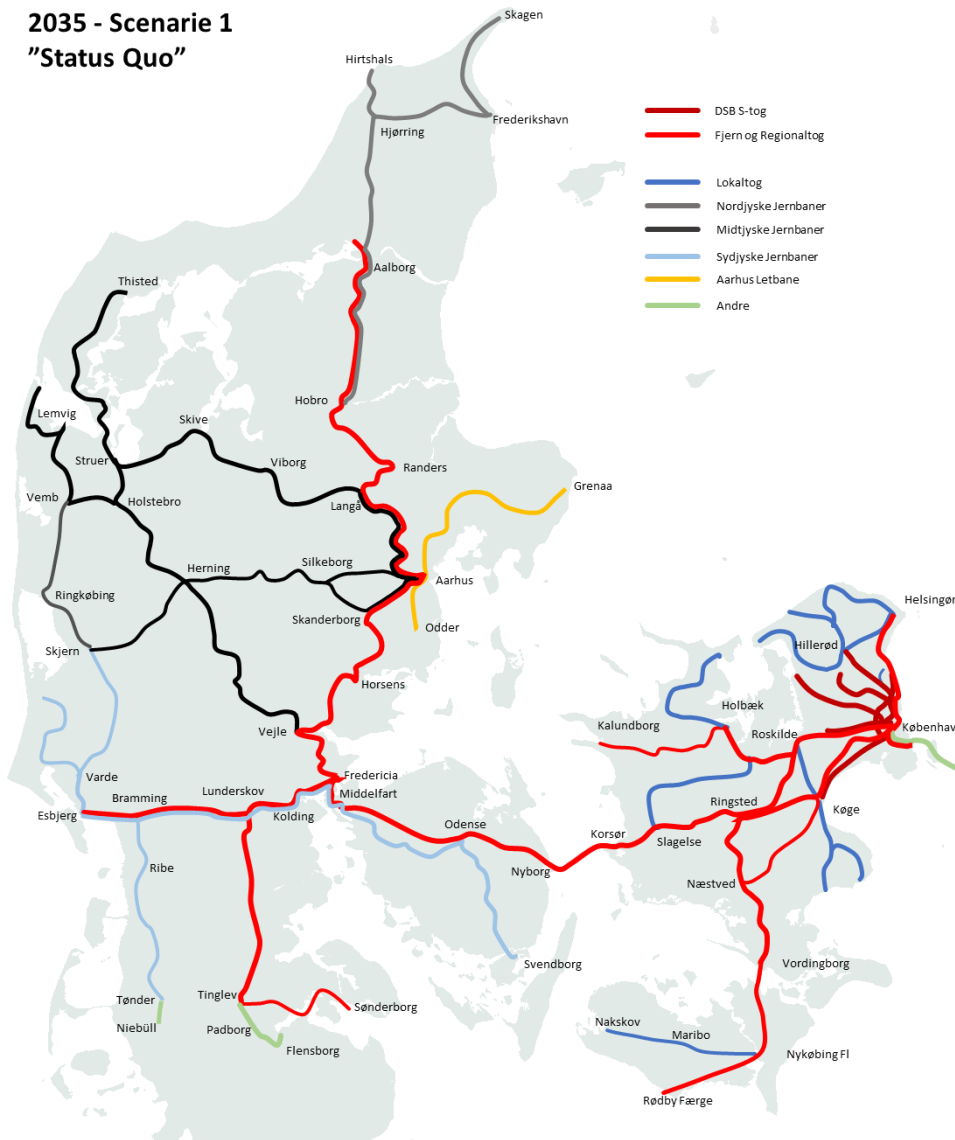 2035 - Scenarie 1
”Status Quo”
Skagen
Hirtshals
Frederikshavn
Hjørring
DSB S-tog
Fjern og Regionaltog
Lokaltog
Nordjyske Jernbaner
Midtjyske Jernbaner
Sydjyske Jernbaner
Aarhus Letbane
Andre
Aalborg
Thisted
Hobro
Lemvig
Skive
Struer
Viborg
Randers
Grenaa
Vemb
Holstebro
Langå
Herning
Silkeborg
Aarhus
Ringkøbing
Skanderborg
Odder
Skjern
Horsens
Helsingør
Hillerød
Holbæk
Kalundborg
Roskilde
Københav
Vejle
Fredericia
Middelfart
Varde
Bramming
Lunderskov
Esbjerg
Kolding
Odense
Nyborg
Korsør
Slagelse
Ringsted
Køge
Ribe
Næstved
Svendborg
Vordingborg
Tønder
Niebüll
Tinglev
Padborg
Sønderborg
Flensborg
Nakskov
Maribo
Nykøbing Fl
Rødby Færge